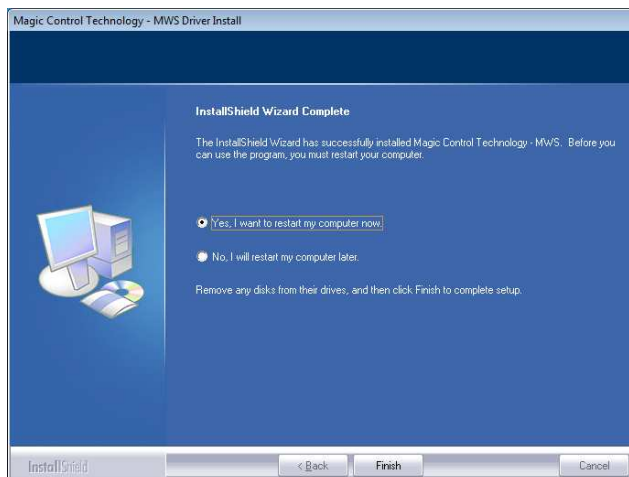 Magic Control Technology - MWS Driver Install
InstallShield Wizard Complete
The InstallShield Wizard has successfully installed Magic Control Technology - MWS. Before you
can use the program, you must restart your computer.
Yes, I want to restart my computer now.
No, I will restart my computer later.
Remove any disks from their drives, and then click Finish to complete setup.
InstallShield
< Back
Finish
Cancel